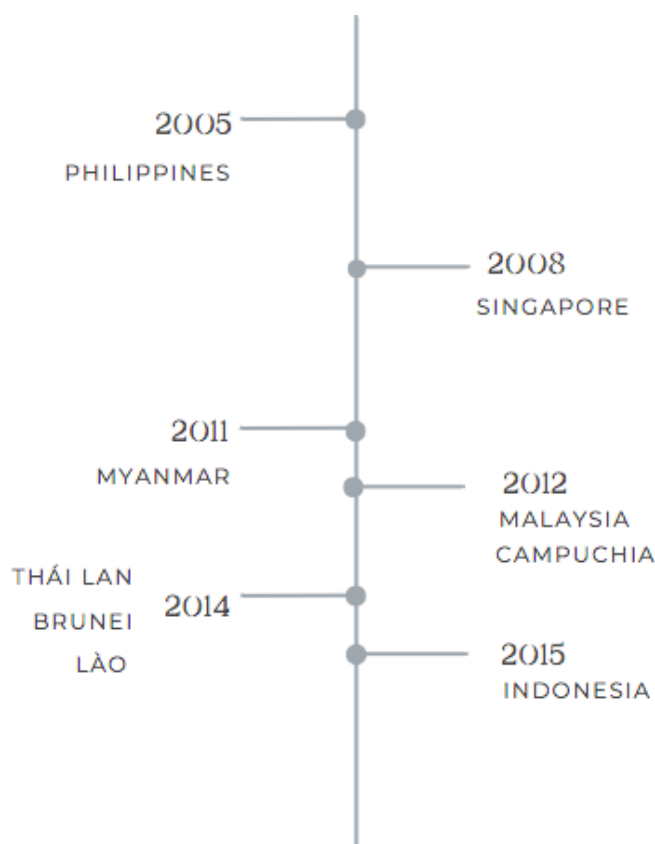 2005
PHILIPPINES
2008
SINGAPORE
2011
MYANMAR
2012
MALAYSIA
CAMPUCHIA
THÁI LAN
BRUNEI
LÀO
2014
2015
INDONESIA